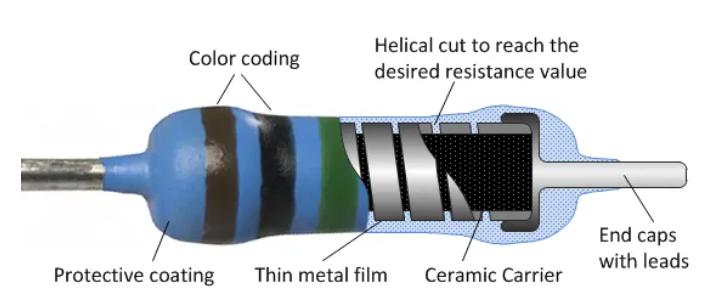 Color coding
Helical cut to reach the
desired resistance value
Protective coating
Thin metal film
Ceramic Carrier
End caps
with leads